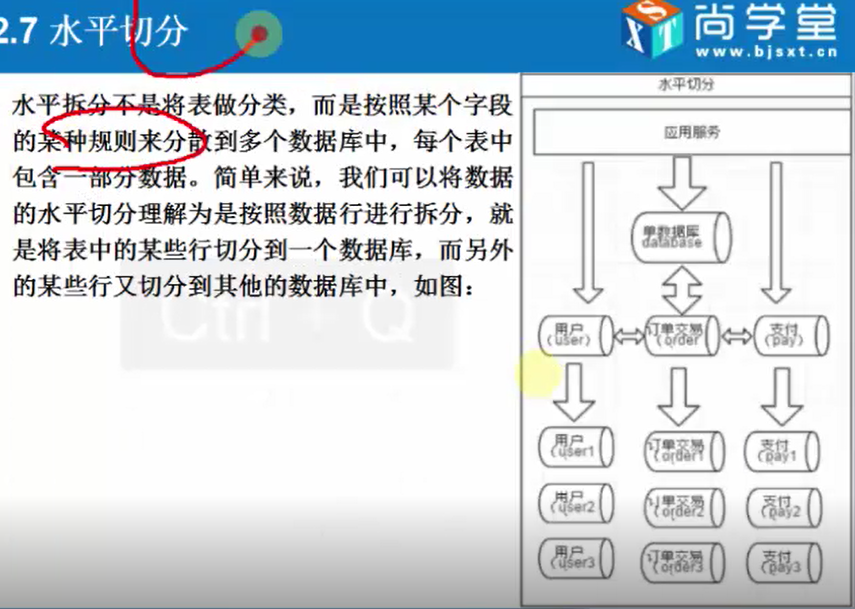 2.7 水平切分
尚学堂
www.bjsxt.cn
水平拆分不是将表做分类，而是按照某个字段
的某种规则来分散到多个数据库中，每个表中
包含一部分数据。简单来说，我们可以将数据
的水平切分理解为是按照数据行进行拆分，就
是将表中的某些行切分到一个数据库，而另外
的某些行又切分到其他的数据库中，如图：
Ctrl + Q
水平切分
应用服务
单数据库
database
用户
(user)
订单交易
(order
支付
(pay)
用户
(user1
订单交易
(order1
支付
(pay1
用户
(user2
订单交易
(order2
支付
(pay2
用户
(user3
订单交易
(order3
支付
(pay3